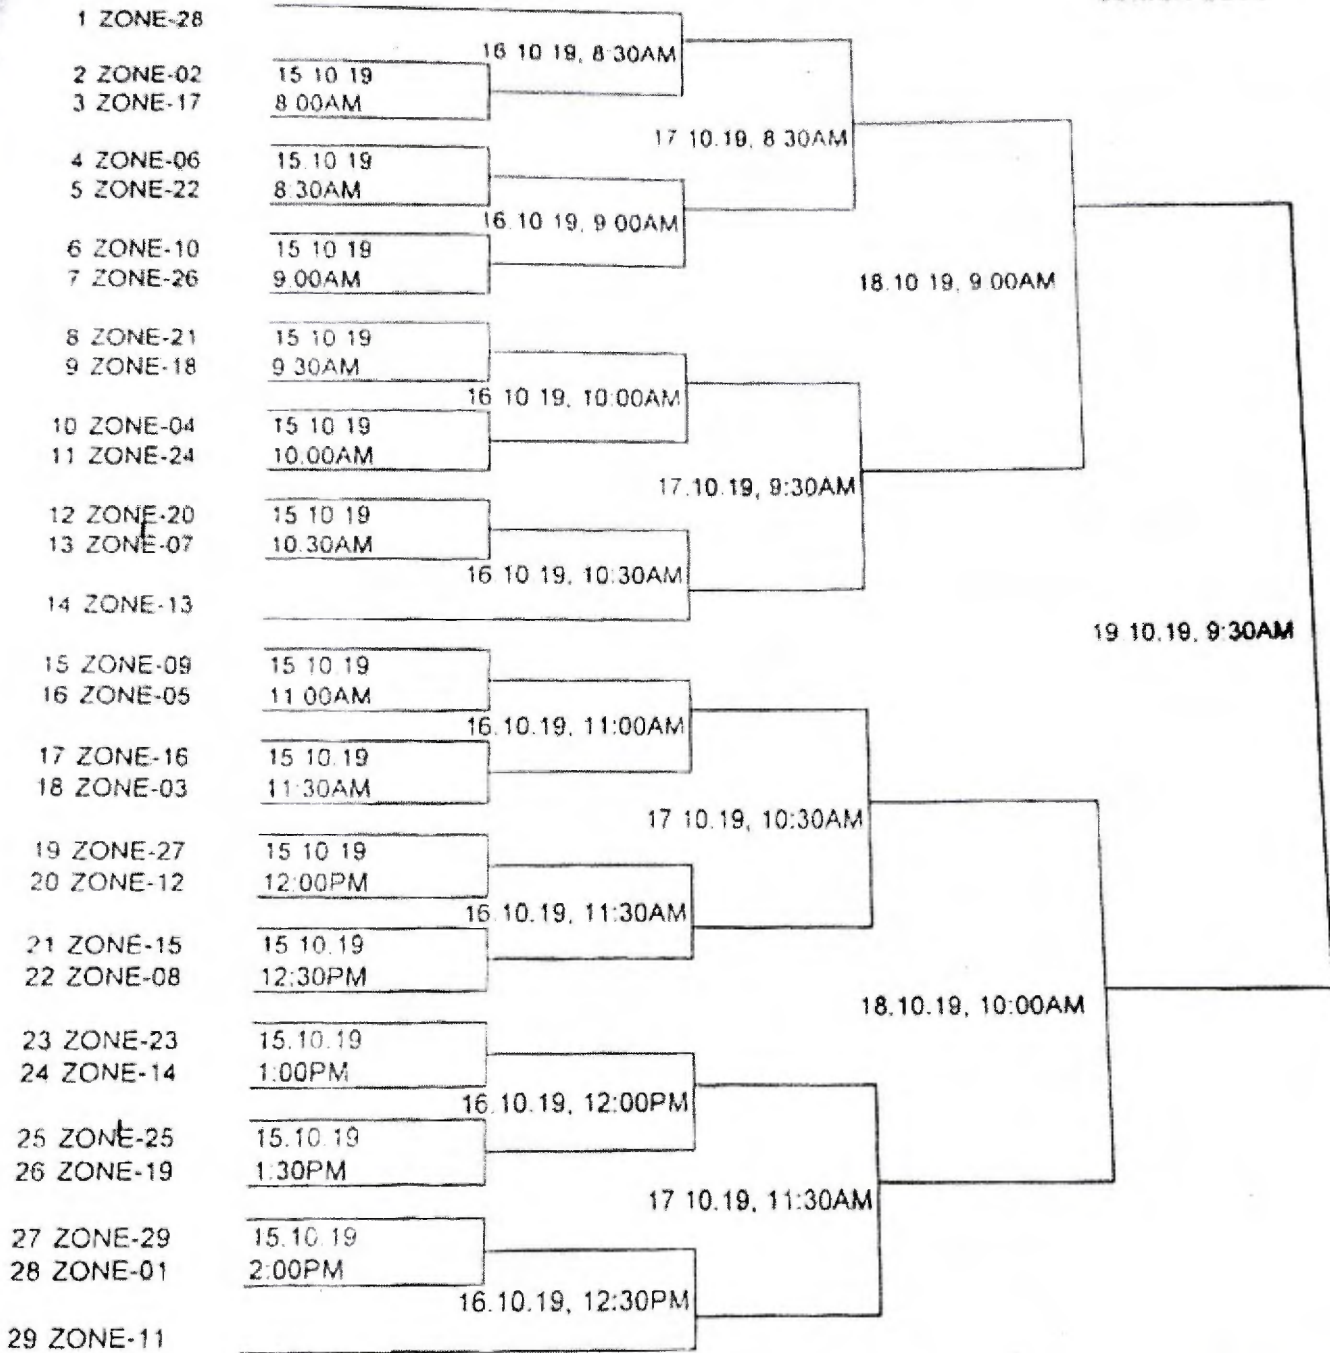 1 ZONE-28
16 10 19, 8:30AM
2 ZONE-02 15 10 19
3 ZONE-17 8 00AM
17 10.19, 8 30AM
4 ZONE-06 15.10 19
5 ZONE-22 8:30AM
16.10 19, 9 00AM
6 ZONE-10 15 10 19
7 ZONE-26 9.00AM
18.10 19, 9 00AM
8 ZONE-21 15 10 19
9 ZONE-18 9 30AM
16 10 19, 10:00AM
10 ZONE-04 15 10 19
11 ZONE-24 10.00AM
17.10.19, 9:30AM
12 ZONE-20 15 10 19
13 ZONE-07 10.30AM
16 10 19, 10:30AM
14 ZONE-13
19 10.19, 9:30AM
15 ZONE-09 15 10.19
16 ZONE-05 11 00AM
16.10.19, 11:00AM
17 ZONE-16 15 10.19
18 ZONE-03 11:30AM
17 10.19, 10:30AM
19 ZONE-27 15 10 19
20 ZONE-12 12:00PM
16.10.19, 11:30AM
21 ZONE-15 15 10.19
22 ZONE-08 12:30PM
18.10.19, 10:00AM
23 ZONE-23 15.10.19
24 ZONE-14 1:00PM
16.10.19, 12:00PM
25 ZONE-25 15.10.19
26 ZONE-19 1:30PM
17 10.19, 11:30AM
27 ZONE-29 15.10.19
28 ZONE-01 2:00PM
16.10.19, 12:30PM
29 ZONE-11